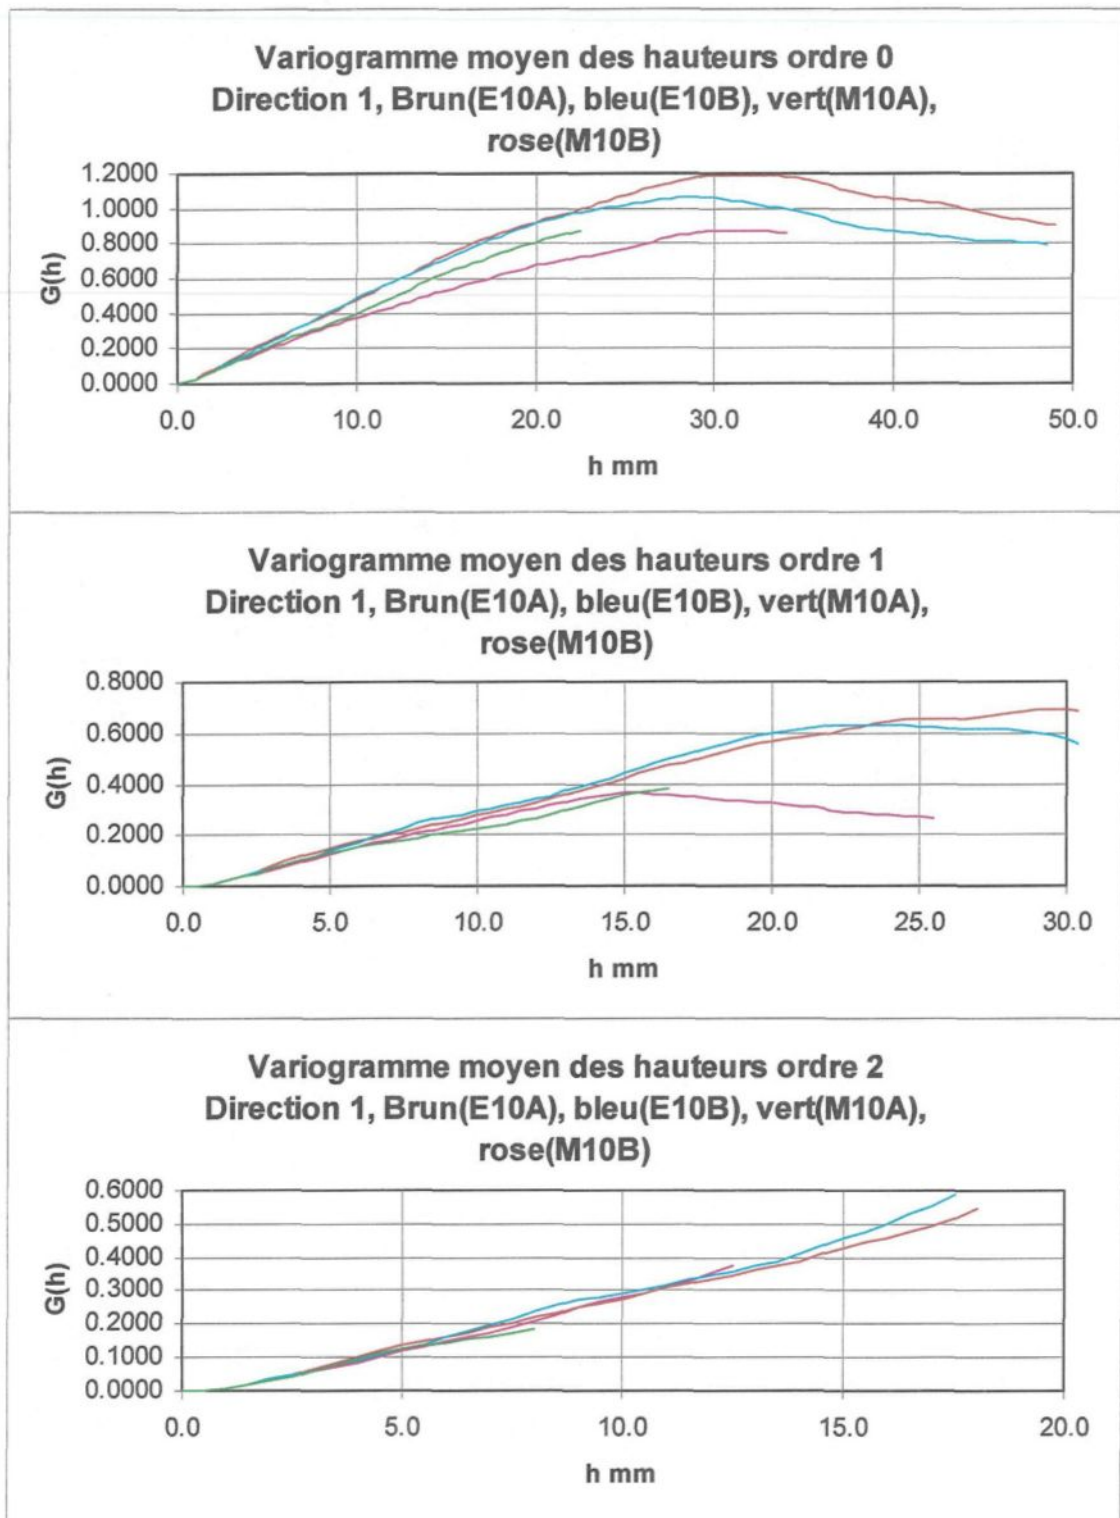 Variogramme moyen des hauteurs ordre 0
Direction 1, Brun(E10A), bleu(E10B), vert(M10A),
rose(M10B)
1.2000
1.0000
0.8000
0.6000
0.4000
0.2000
0.0000
G(h)
0.0 10.0 20.0 30.0 40.0 50.0
h mm
Variogramme moyen des hauteurs ordre 1
Direction 1, Brun(E10A), bleu(E10B), vert(M10A),
rose(M10B)
0.8000
0.6000
0.4000
0.2000
0.0000
G(h)
0.0 5.0 10.0 15.0 20.0 25.0 30.0
h mm
Variogramme moyen des hauteurs ordre 2
Direction 1, Brun(E10A), bleu(E10B), vert(M10A),
rose(M10B)
0.6000
0.5000
0.4000
0.3000
0.2000
0.1000
0.0000
G(h)
0.0 5.0 10.0 15.0 20.0
h mm